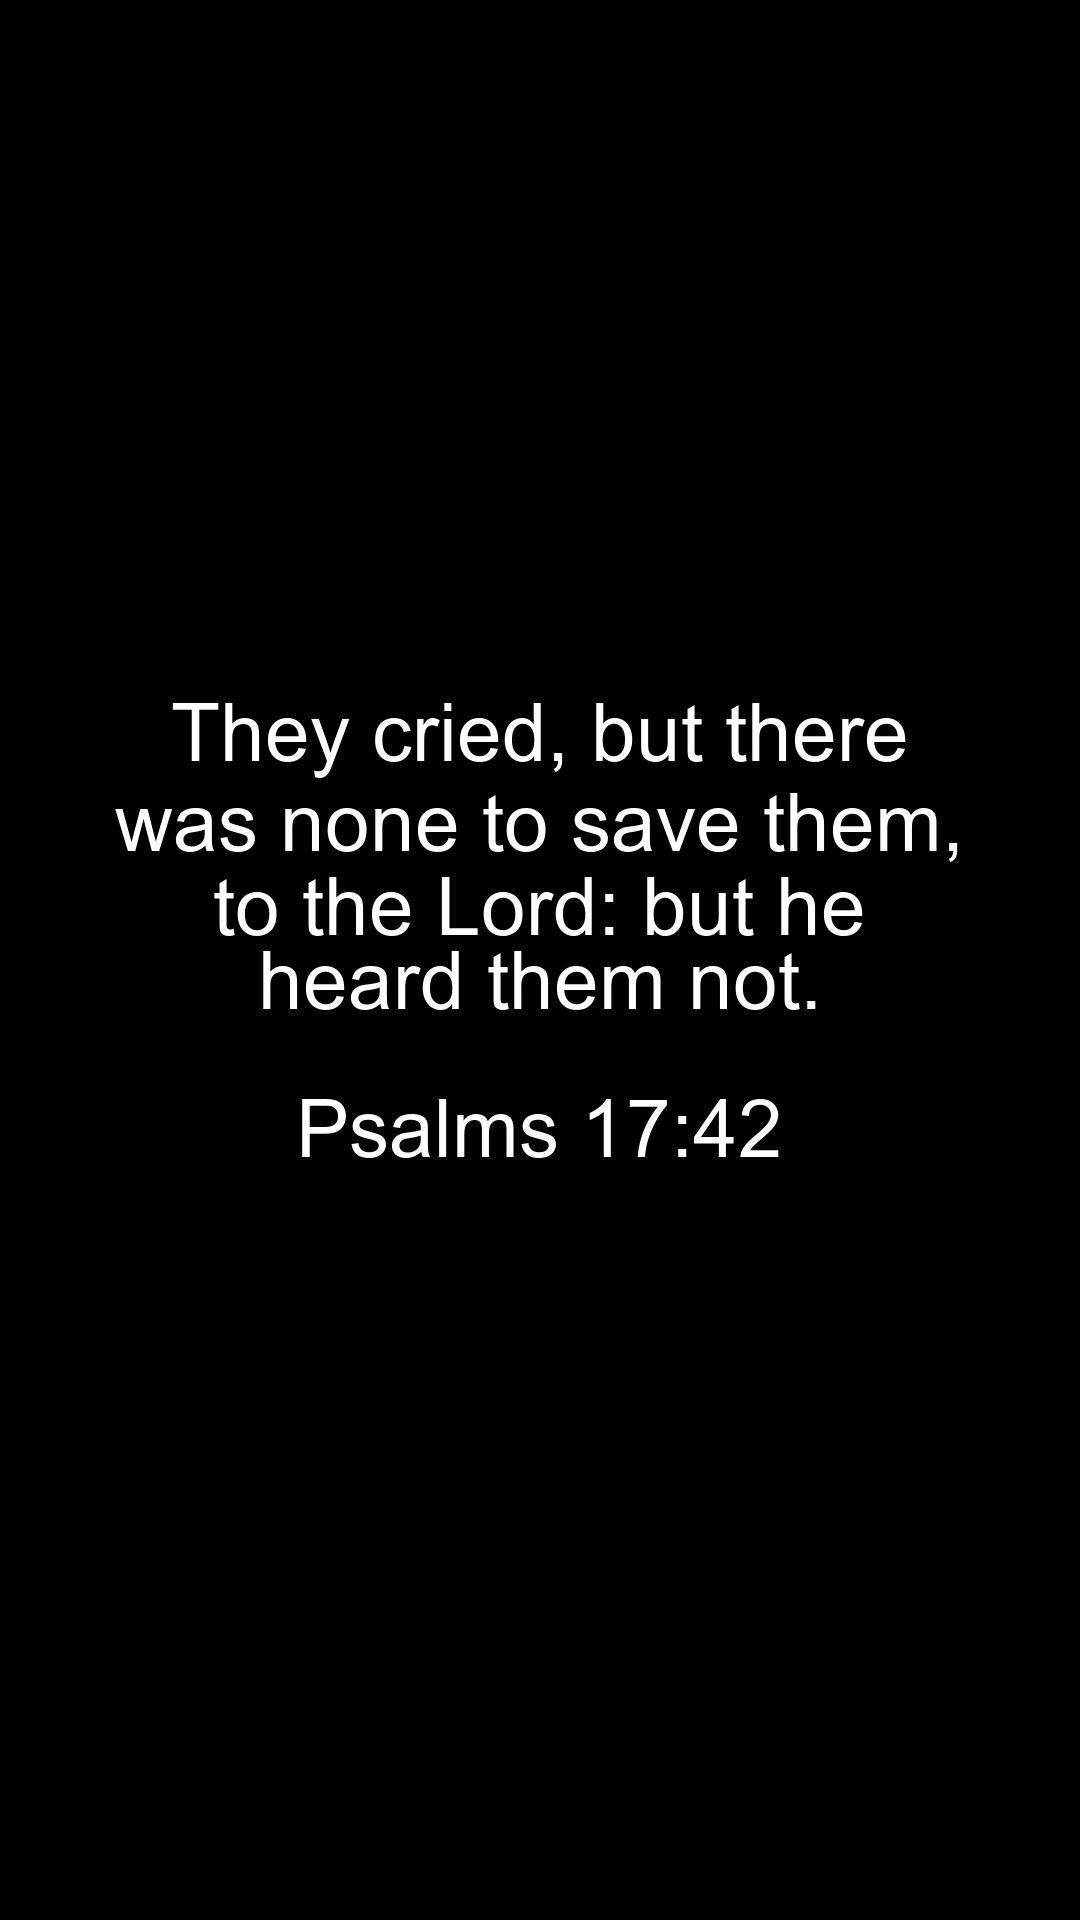 They cried, but there
was none to save them,
to the Lord: but he
heard them not.
Psalms 17:42